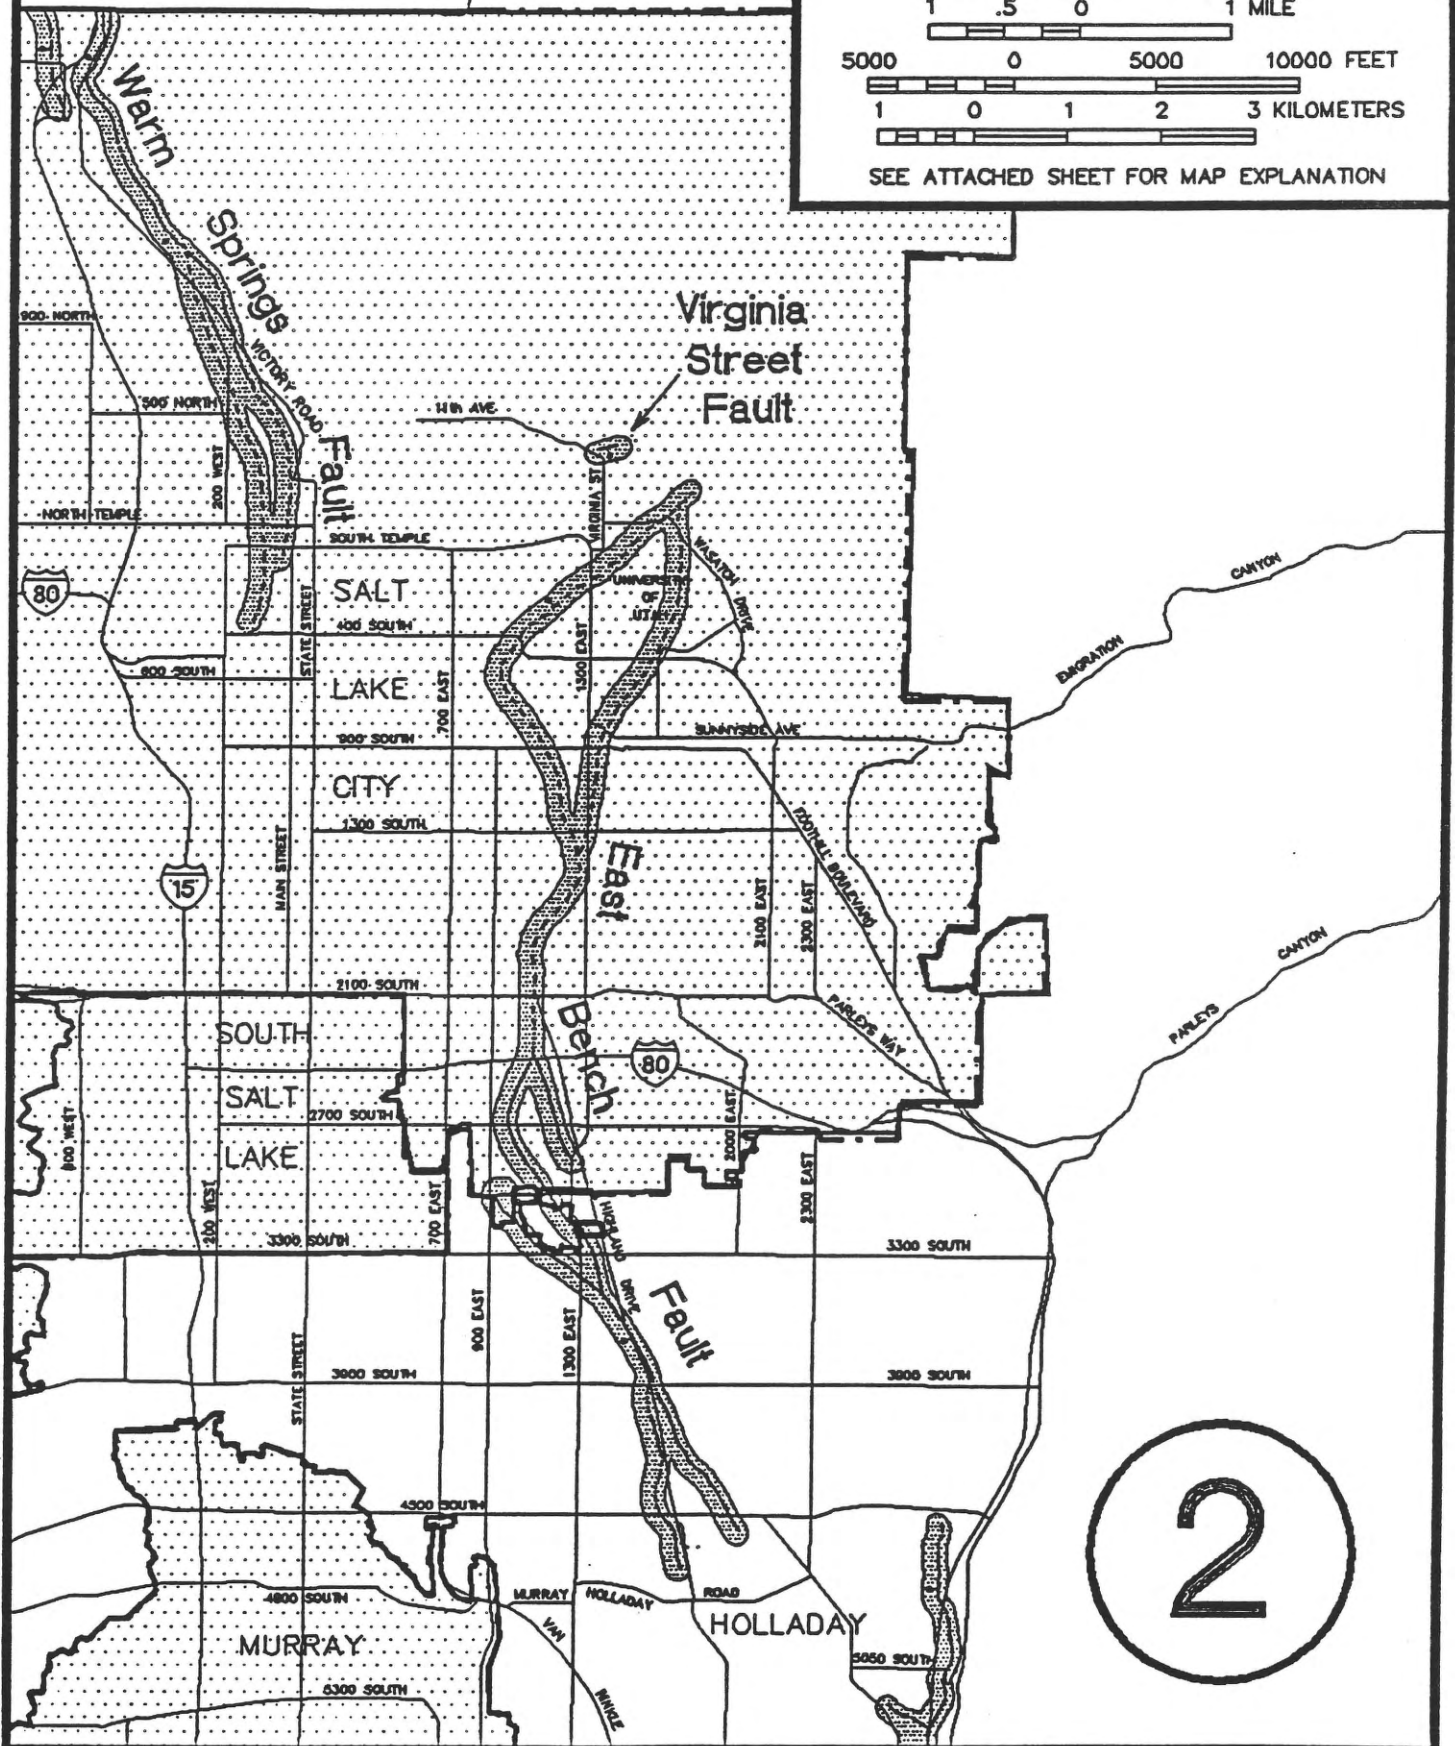 1 .5 0 1 MILE
5000 0 5000 10000 FEET
1 0 1 2 3 KILOMETERS
SEE ATTACHED SHEET FOR MAP EXPLANATION
Warm
Springs
Fault
Virginia
Street
Fault
900 NORTH
VICTORY ROAD
500 NORTH
11th AVE
200 WEST
VIRGINIA ST
NORTH TEMPLE
SOUTH TEMPLE
WASATCH DRIVE
80
SALT
UNIVERSITY
OF
UTAH
CANYON
STATE STREET
400 SOUTH
1300 EAST
EMIGRATION
600 SOUTH
LAKE
700 EAST
SUNNYSIDE AVE
900 SOUTH
CITY
1300 SOUTH
FOOTHILL BOULEVARD
East
15
MAIN STREET
2100 EAST
2300 EAST
CANYON
2100 SOUTH
PARLEYS WAY
PARLEYS
SOUTH
Bench
80
SALT
2700 SOUTH
800 WEST
LAKE
2000 EAST
200 WEST
700 EAST
2300 EAST
HIGHLAND
DRIVE
3300 SOUTH
3300 SOUTH
Fault
900 EAST
1300 EAST
STATE STREET
3900 SOUTH
3900 SOUTH
4500 SOUTH
2
4800 SOUTH
MURRAY HOLLADAY ROAD
MURRAY
VAN
WINKLE
HOLLADAY
5050 SOUTH
5300 SOUTH